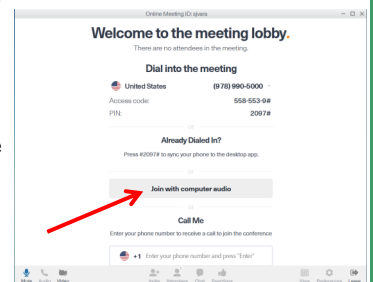 Online Meeting ID: sjvara
Welcome to the meeting lobby.
There are no attendees in the meeting.
Dial into the meeting
United States (978) 990-5000
Access code: 558-553-9#
PIN: 2097#
or
Already Dialed In?
Press #2097# to sync your phone to the desktop app.
or
Join with computer audio
or
Call Me
Enter your phone number to receive a call to join the conference
+1 Enter your phone number and press "Enter"
Mute Audio Video Invite Attendees Chat Reactions View Preferences Leave
e